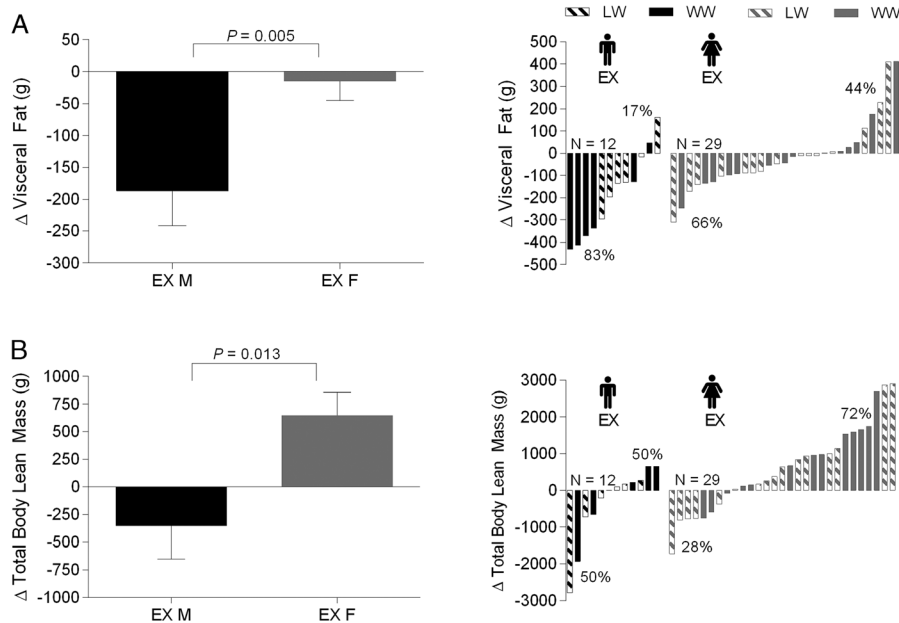 A
Δ Visceral Fat (g)
50
0
-50
-100
-150
-200
-250
-300
P = 0.005
EX M
EX F
LW
WW
LW
WW
Δ Visceral Fat (g)
500
400
300
200
100
0
-100
-200
-300
-400
-500
EX
EX
17%
44%
N = 12
N = 29
83%
66%
B
Δ Total Body Lean Mass (g)
1000
750
500
250
0
-250
-500
-750
-1000
P = 0.013
EX M
EX F
Δ Total Body Lean Mass (g)
3000
2000
1000
0
-1000
-2000
-3000
EX
EX
50%
72%
N = 12
N = 29
50%
28%